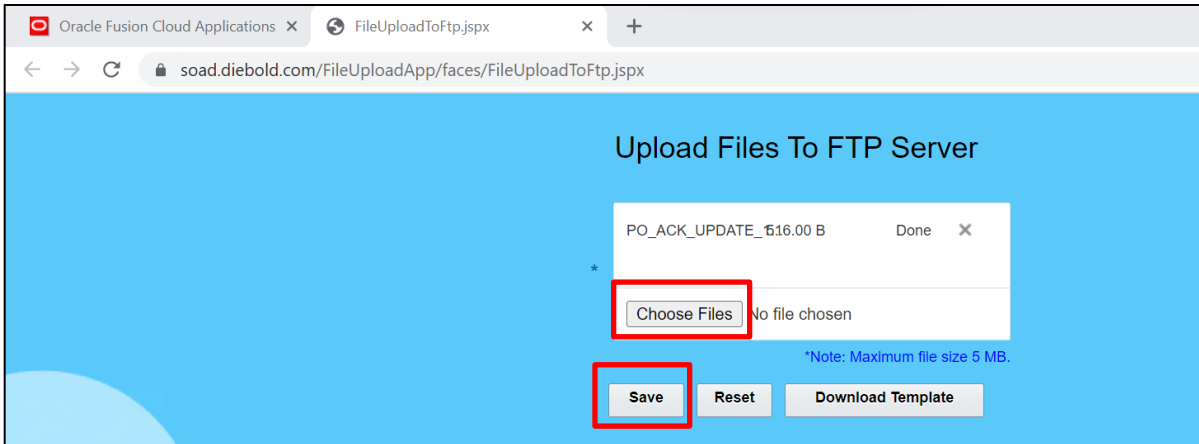 Oracle Fusion Cloud Applications
FileUploadToFtp.jspx
soad.diebold.com/FileUploadApp/faces/FileUploadToFtp.jspx
Upload Files To FTP Server
PO_ACK_UPDATE_ 516.00 B Done
*
Choose Files No file chosen
*Note: Maximum file size 5 MB.
Save Reset Download Template